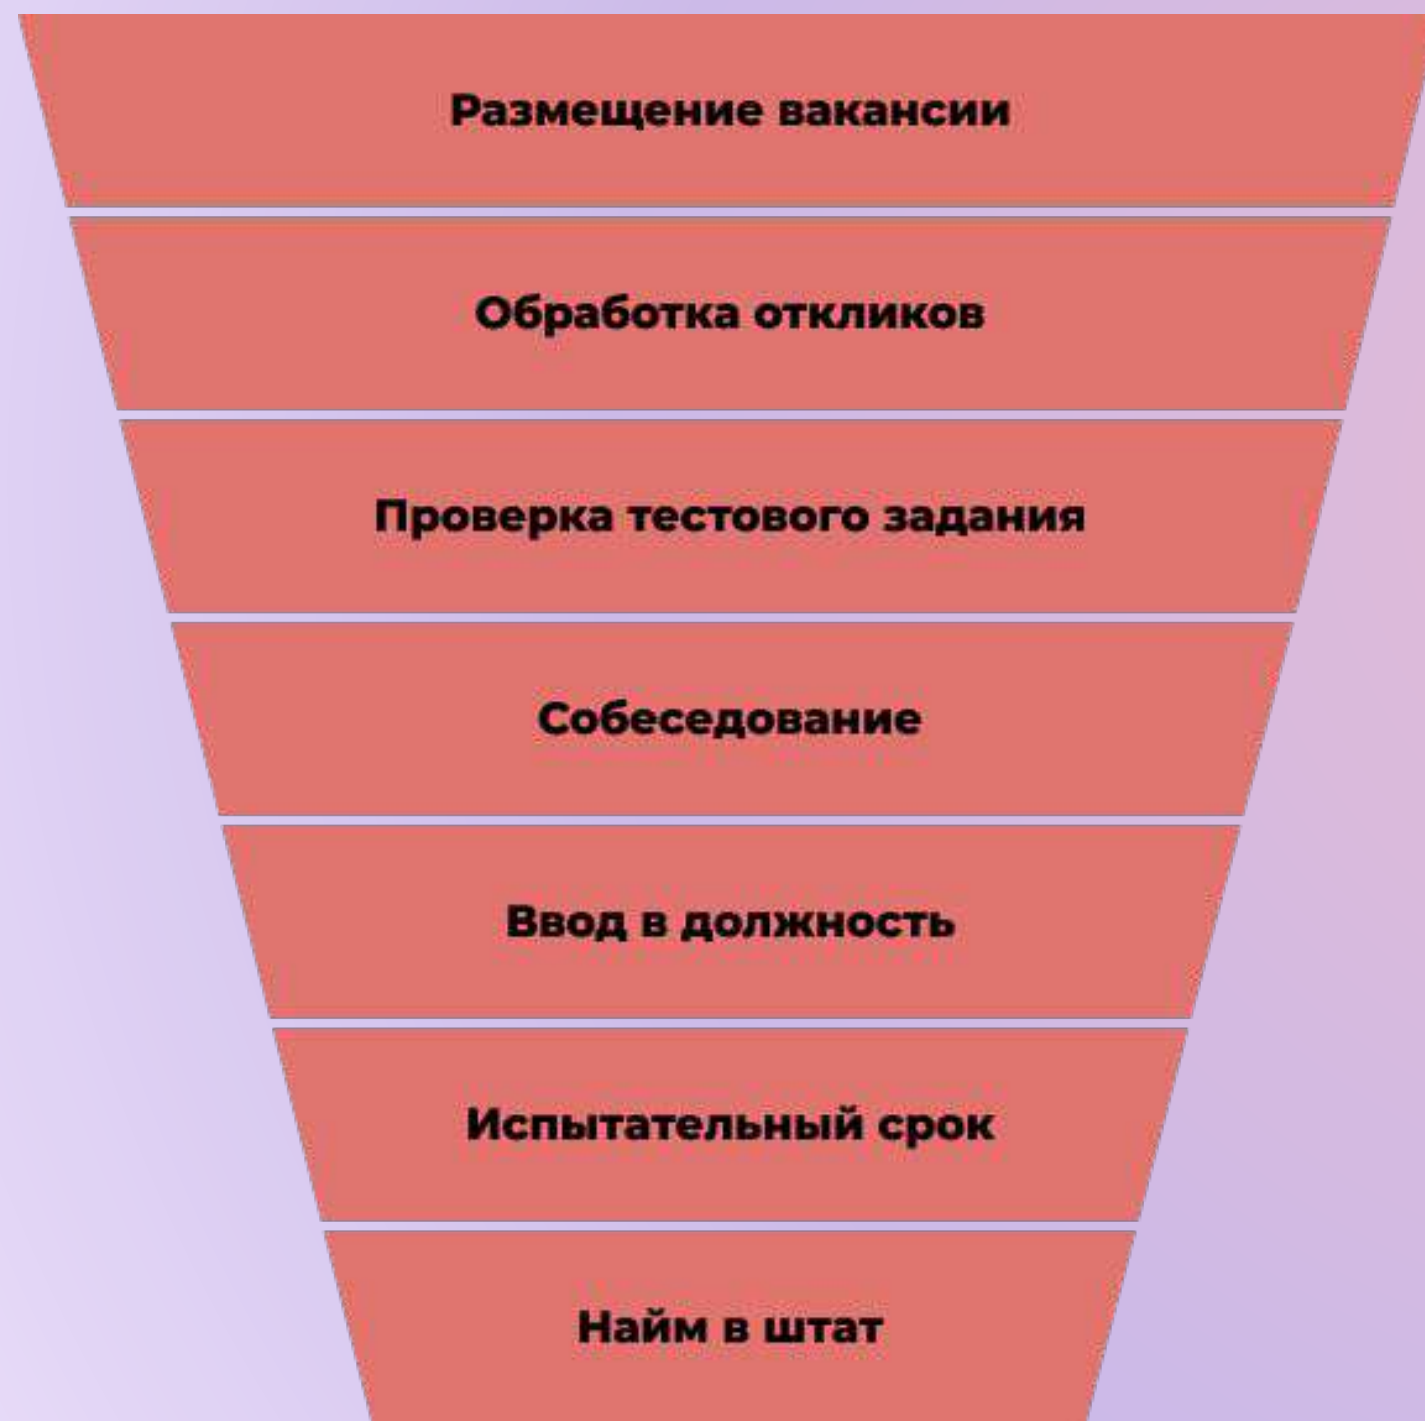 Размещение вакансии
Обработка откликов
Проверка тестового задания
Собеседование
Ввод в должность
Испытательный срок
Найм в штат